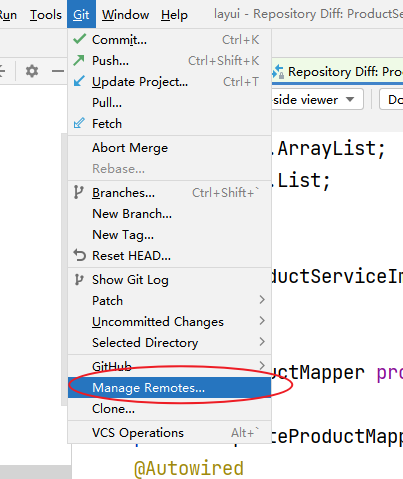 Run Tools Git Window Help layui - Repository Diff: ProductSe
Commit... Ctrl+K
Push... Ctrl+Shift+K
Update Project... Ctrl+T
Pull...
Fetch
Abort Merge
Rebase...
Branches... Ctrl+Shift+`
New Branch...
New Tag...
Reset HEAD...
Show Git Log
Patch
Uncommitted Changes
Selected Directory
GitHub
Manage Remotes...
Clone...
VCS Operations Alt+`
Repository Diff: Pro
side viewer
Do
.ArrayList;
.List;
ductServiceIm
uctMapper pro
teProductMapp
@Autowired